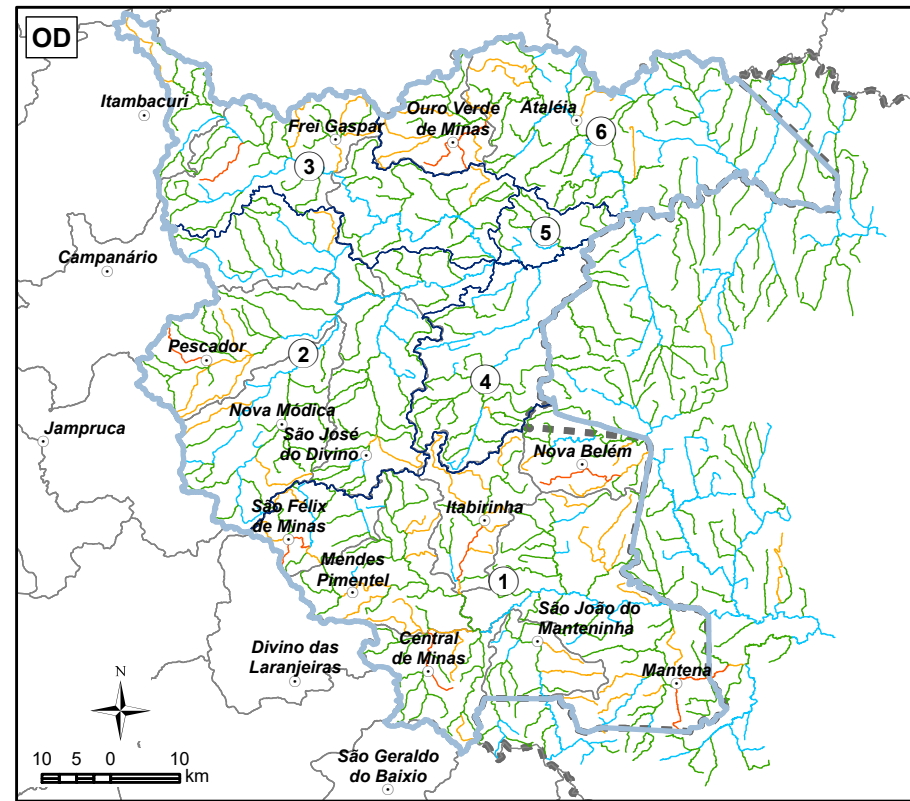 OD
Itambacuri
Frei Gaspar
Ouro Verde
de Minas
Ataléia
6
3
5
Campanário
Pescador
2
4
Nova Módica
Jampruca
São José
do Divino
Nova Belém
São Félix
de Minas
Itabirinha
Mendes
Pimentel
1
São João do
Manteninha
Divino das
Laranjeiras
Central
de Minas
Mantena
N
São Geraldo
do Baixio
10 5 0 10
km